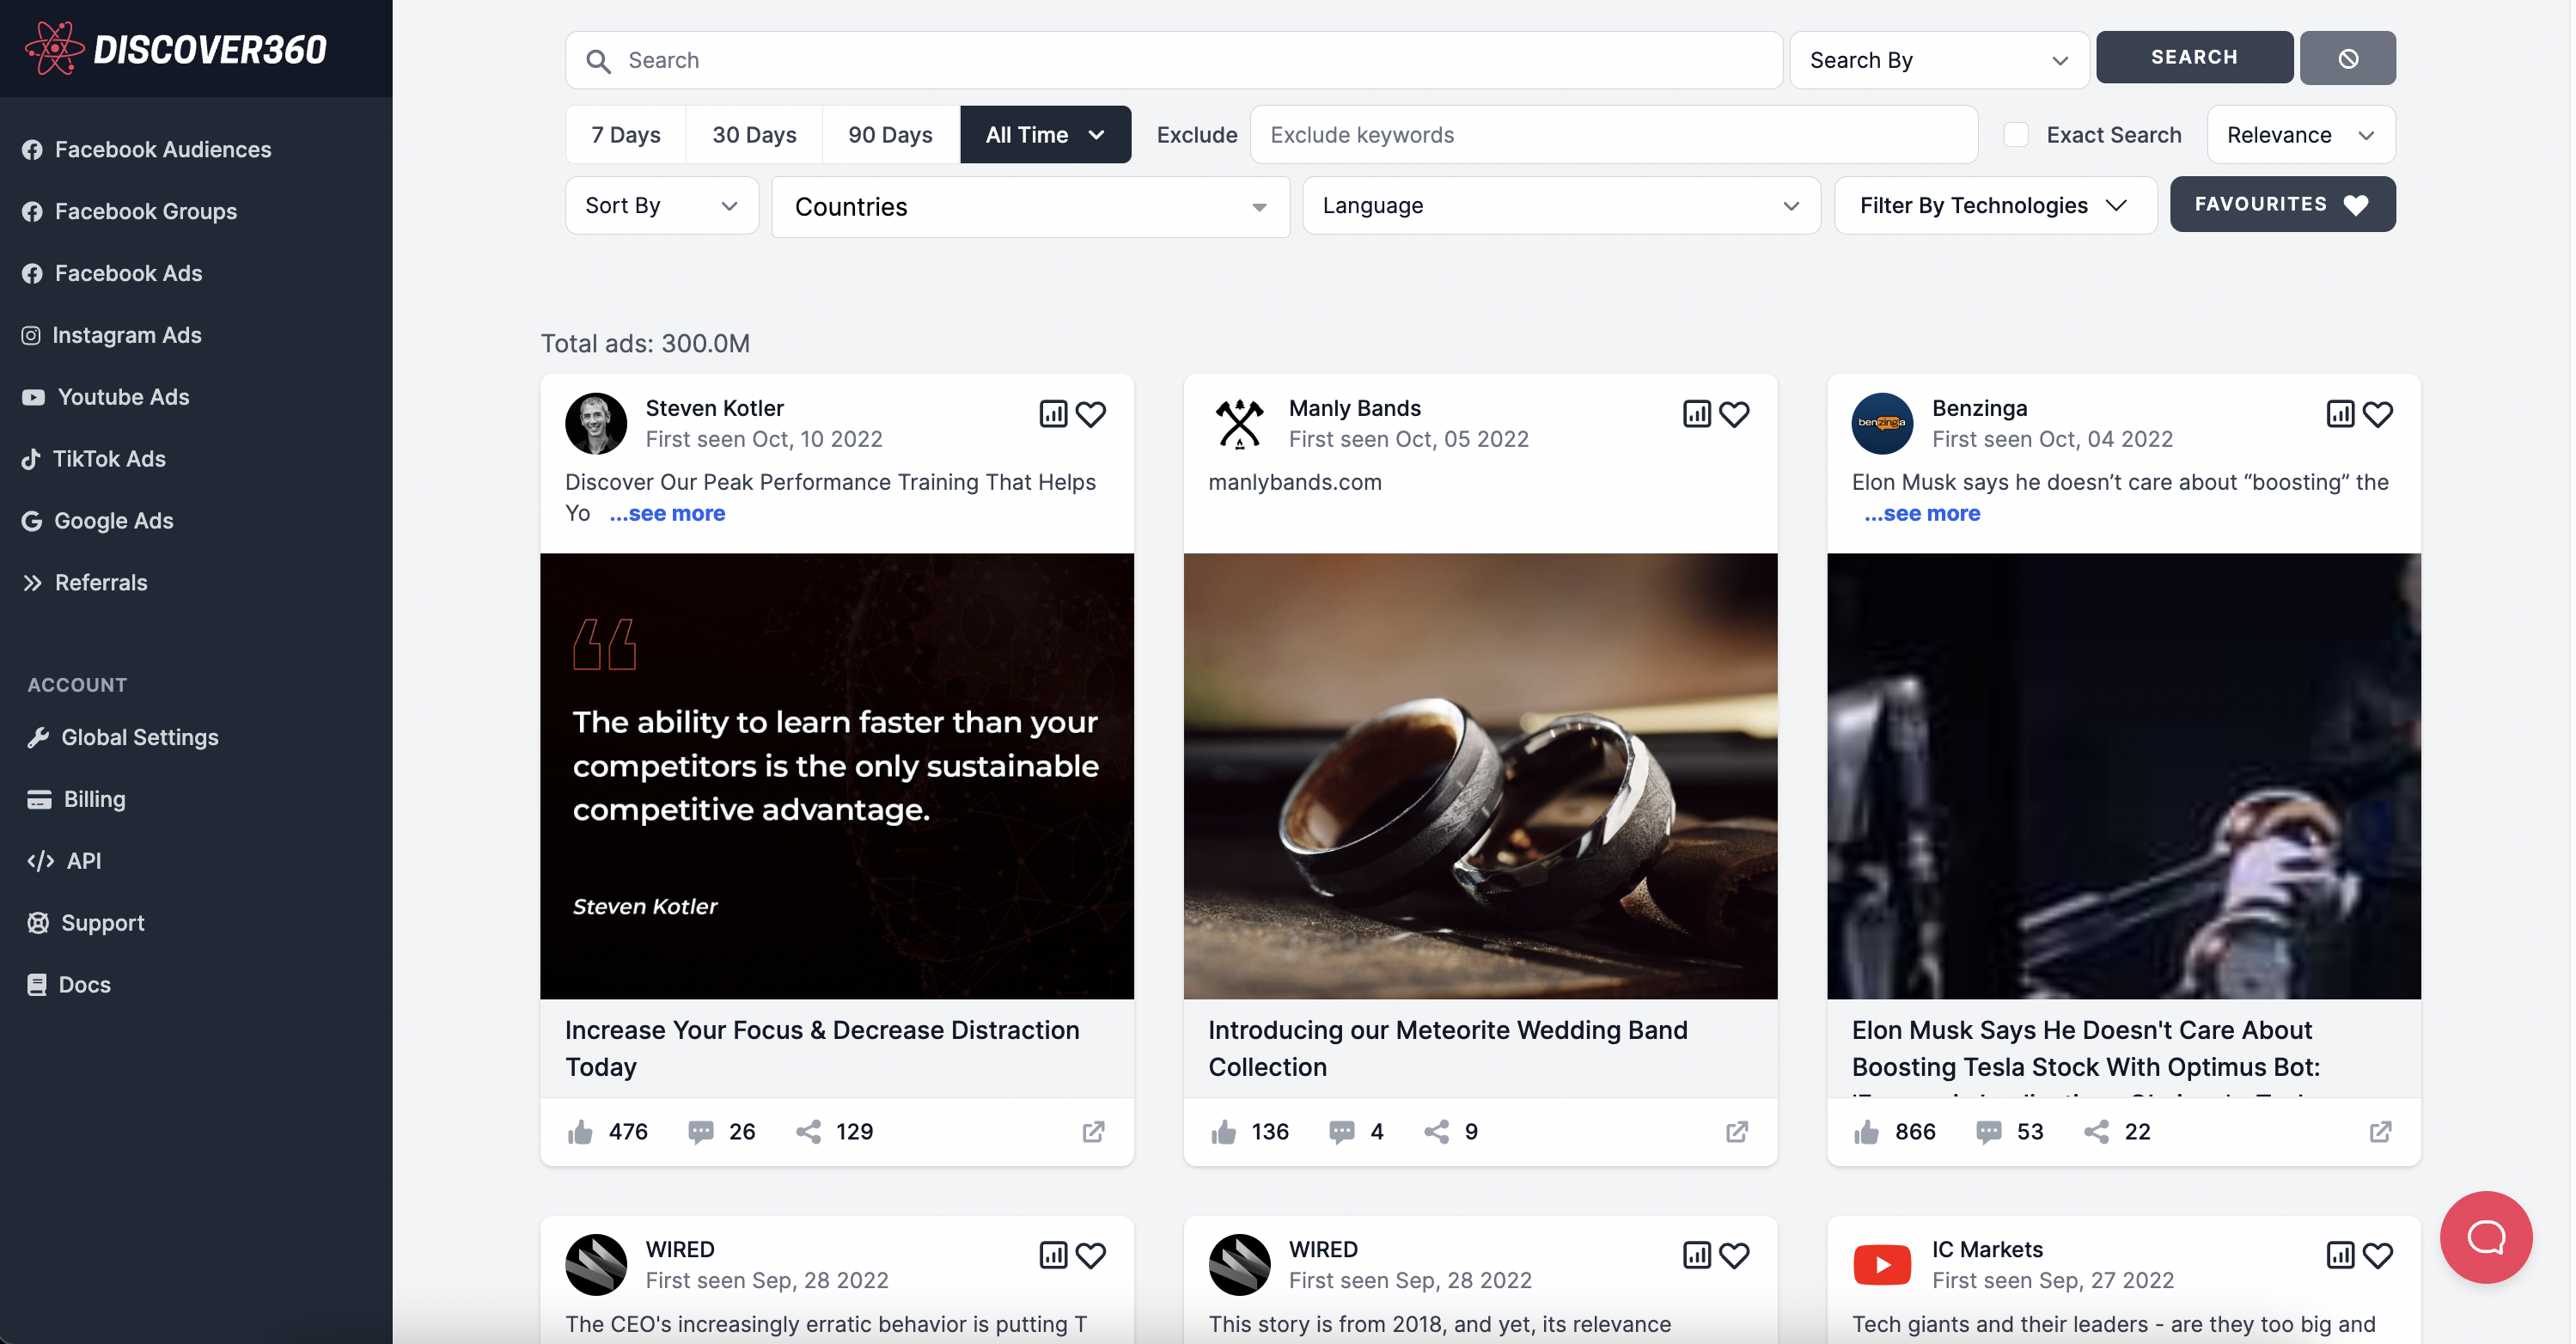 DISCOVER360
Facebook Audiences
Facebook Groups
Facebook Ads
Instagram Ads
Youtube Ads
TikTok Ads
Google Ads
Referrals
ACCOUNT
Global Settings
Billing
API
Support
Docs
Search
Search By
SEARCH
7 Days
30 Days
90 Days
All Time
Exclude
Exclude keywords
Exact Search
Relevance
Sort By
Countries
Language
Filter By Technologies
FAVOURITES
Total ads: 300.0M
Steven Kotler
First seen Oct, 10 2022
Discover Our Peak Performance Training That Helps
Yo ...see more
“
The ability to learn faster than your
competitors is the only sustainable
competitive advantage.
Steven Kotler
Increase Your Focus & Decrease Distraction
Today
476
26
129
Manly Bands
First seen Oct, 05 2022
manlybands.com
Introducing our Meteorite Wedding Band
Collection
136
4
9
benzinga
Benzinga
First seen Oct, 04 2022
Elon Musk says he doesn’t care about “boosting” the
...see more
Elon Musk Says He Doesn't Care About
Boosting Tesla Stock With Optimus Bot:
866
53
22
WIRED
First seen Sep, 28 2022
The CEO's increasingly erratic behavior is putting T
WIRED
First seen Sep, 28 2022
This story is from 2018, and yet, its relevance
IC Markets
First seen Sep, 27 2022
Tech giants and their leaders - are they too big and